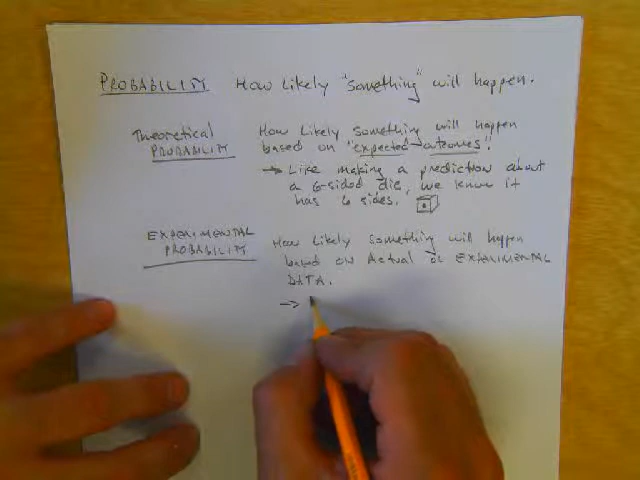 PROBABILITY How Likely "something" will happen.
Theoretical PROBABILITY
How Likely something will happen
based on "expected outcomes".
→ Like making a prediction about
a 6-sided die, we know it
has 6 sides.
EXPERIMENTAL PROBABILITY
How Likely something will happen
based on Actual or EXPERIMENTAL
DATA.
→